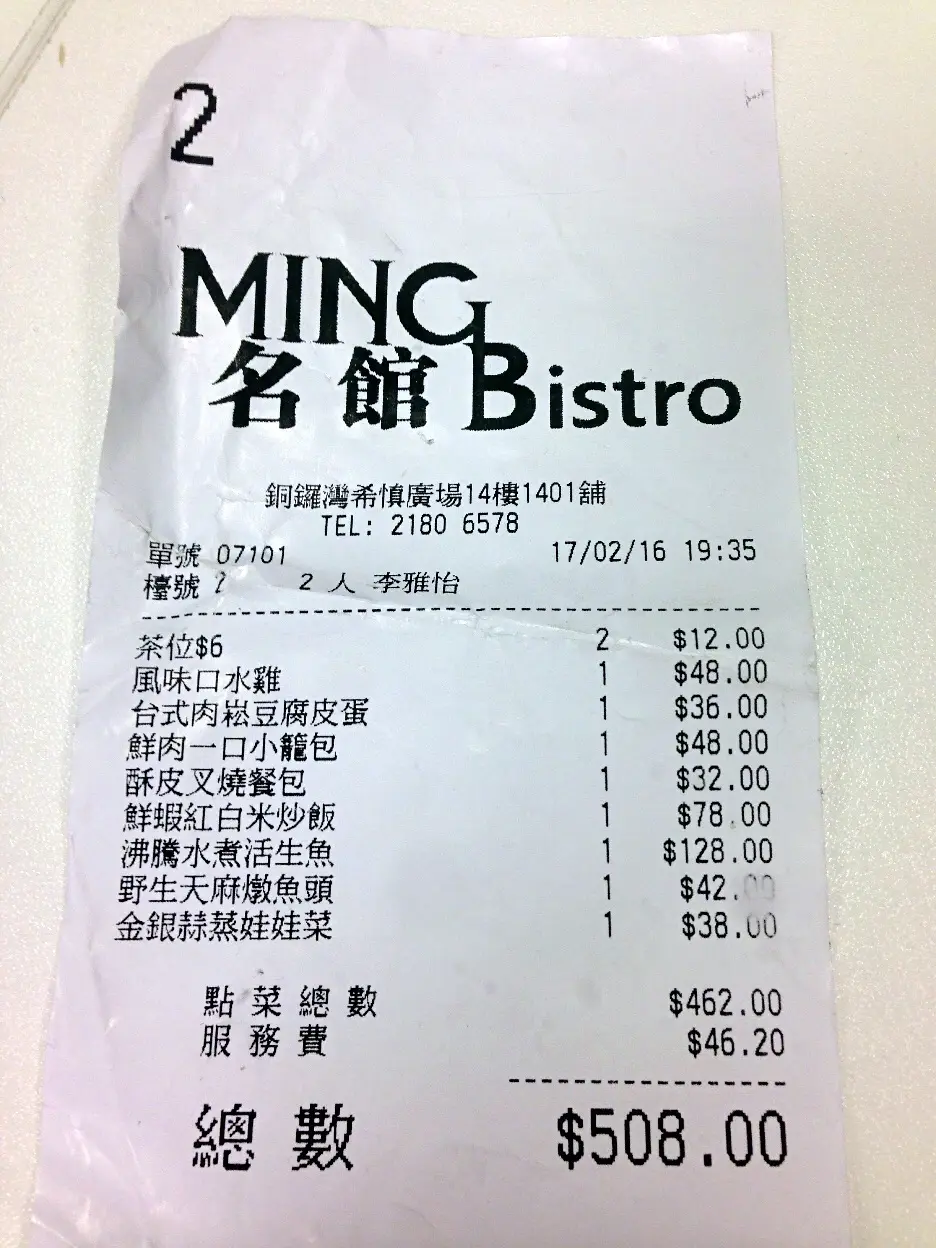 2
MING
名館 Bistro
銅鑼灣希慎廣場14樓1401舖
TEL: 2180 6578
單號 07101 17/02/16 19:35
檯號 2 2 人 李雅怡
茶位$6 2 $12.00
風味口水雞 1 $48.00
台式肉崧豆腐皮蛋 1 $36.00
鮮肉一口小籠包 1 $48.00
酥皮叉燒餐包 1 $32.00
鮮蝦紅白米炒飯 1 $78.00
沸騰水煮活生魚 1 $128.00
野生天麻燉魚頭 1 $42.00
金銀蒜蒸娃娃菜 1 $38.00
點菜總數 $462.00
服務費 $46.20
總數 $508.00